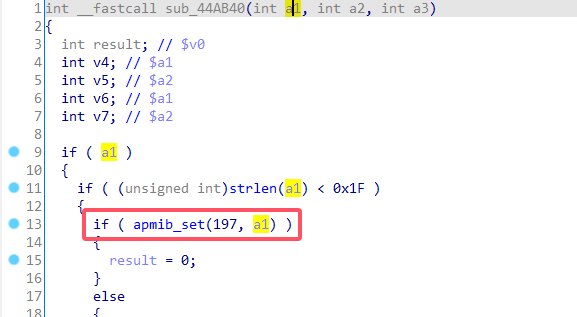 1 int __fastcall sub_44AB40(int a1, int a2, int a3)
2 {
3 int result; // $v0
4 int v4; // $a1
5 int v5; // $a2
6 int v6; // $a1
7 int v7; // $a2
8
9 if ( a1 )
10 {
11 if ( (unsigned int)strlen(a1) < 0x1F )
12 {
13 if ( apmib_set(197, a1) )
14 {
15 result = 0;
16 }
17 else
18 {